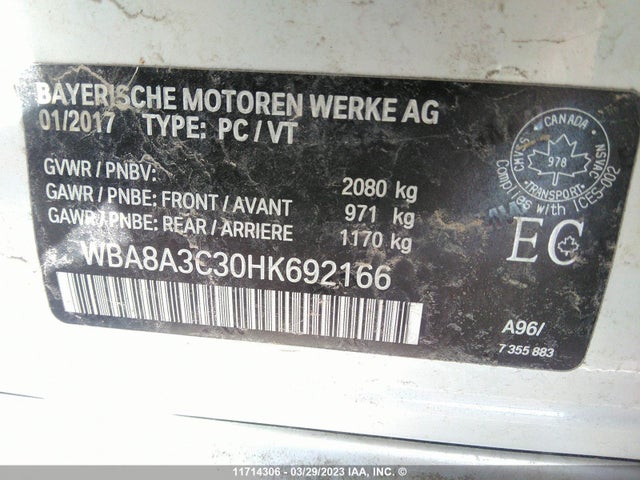 BAYERISCHE MOTOREN WERKE AG
01/2017 TYPE: PC / VT
GVWR / PNBV: 2080 kg
GAWR / PNBE: FRONT / AVANT 971 kg
GAWR / PNBE: REAR / ARRIERE 1170 kg
WBA8A3C30HK692166
CANADA
CMVSS
NSVAC
978
TRANSPORT
with ICES-002
EC
A96/
7 355 883
11714306 - 03/29/2023 IAA, Inc. ©